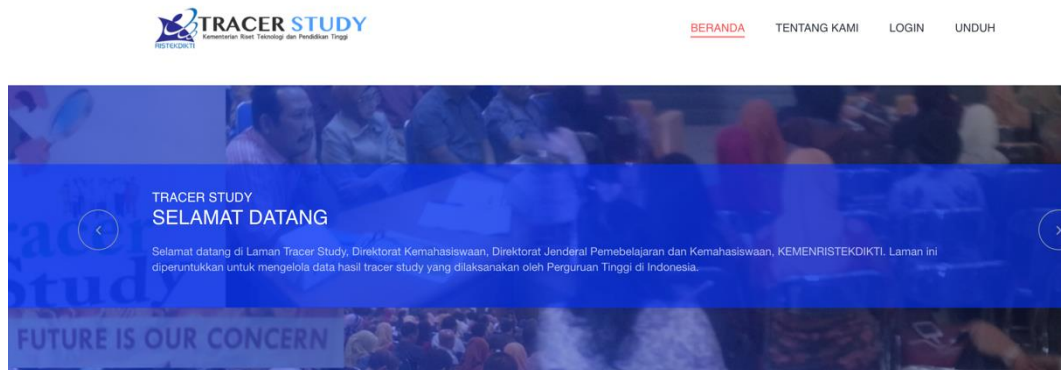 TRACER STUDY
Kementerian Riset Teknologi dan Pendidikan Tinggi
RISTEKDIKTI
BERANDA TENTANG KAMI LOGIN UNDUH
TRACER STUDY
SELAMAT DATANG
Selamat datang di Laman Tracer Study, Direktorat Kemahasiswaan, Direktorat Jenderal Pemebelajaran dan Kemahasiswaan, KEMENRISTEKDIKTI. Laman ini
diperuntukkan untuk mengelola data hasil tracer study yang dilaksanakan oleh Perguruan Tinggi di Indonesia.
Study
FUTURE IS OUR CONCERN